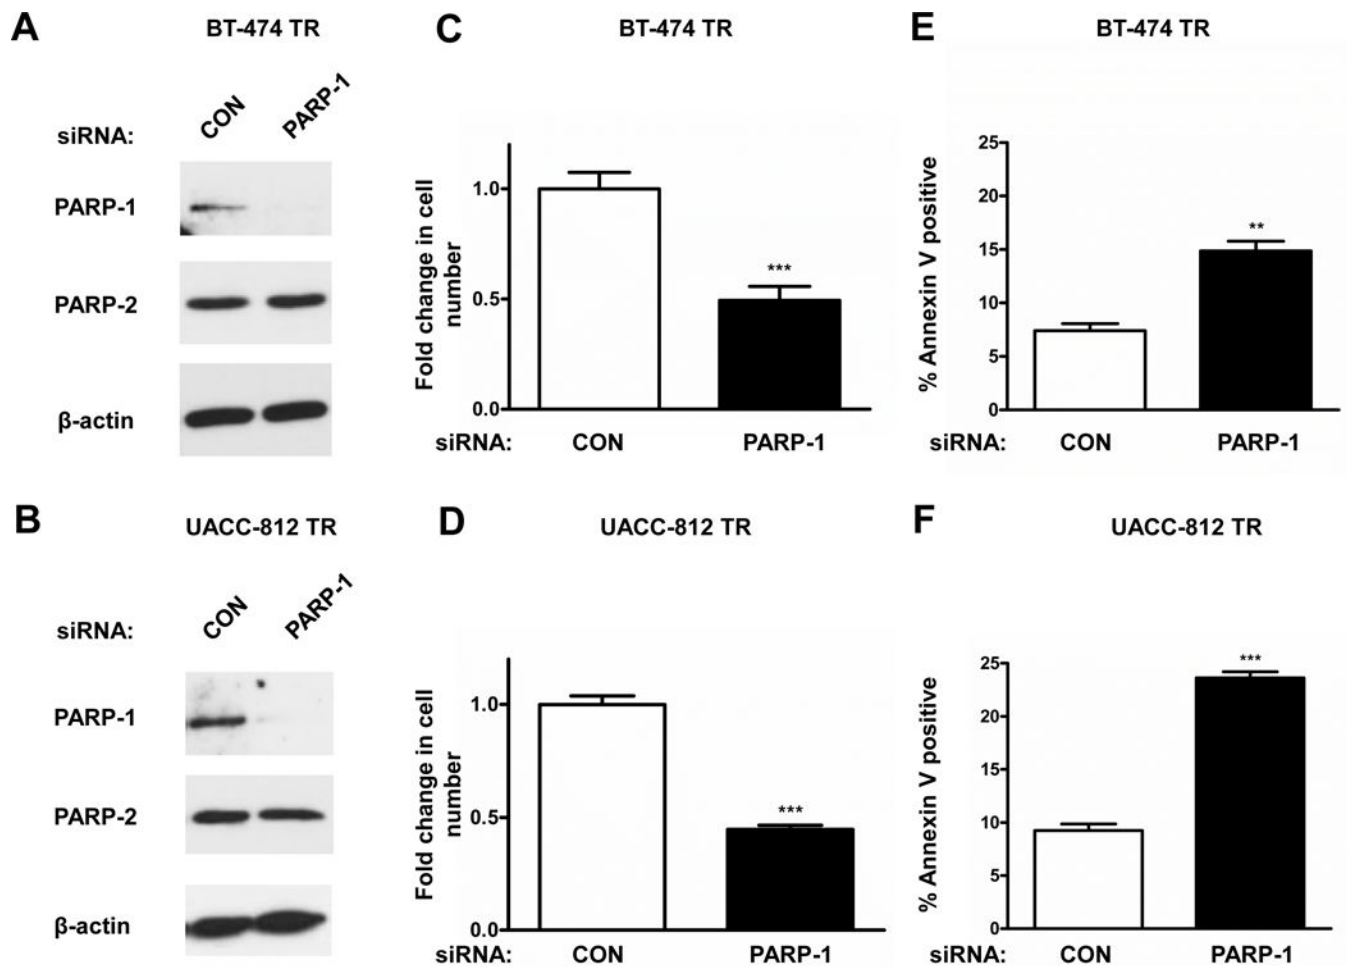 A
BT-474 TR
siRNA:
CON
PARP-1
PARP-1
PARP-2
β-actin
C
BT-474 TR
Fold change in cell
number
1.0
0.5
0.0
***
siRNA:
CON
PARP-1
E
BT-474 TR
% Annexin V positive
25
20
15
10
5
0
**
siRNA:
CON
PARP-1
B
UACC-812 TR
siRNA:
CON
PARP-1
PARP-1
PARP-2
β-actin
D
UACC-812 TR
Fold change in cell
number
1.0
0.5
0.0
***
siRNA:
CON
PARP-1
F
UACC-812 TR
% Annexin V positive
25
20
15
10
5
0
***
siRNA:
CON
PARP-1